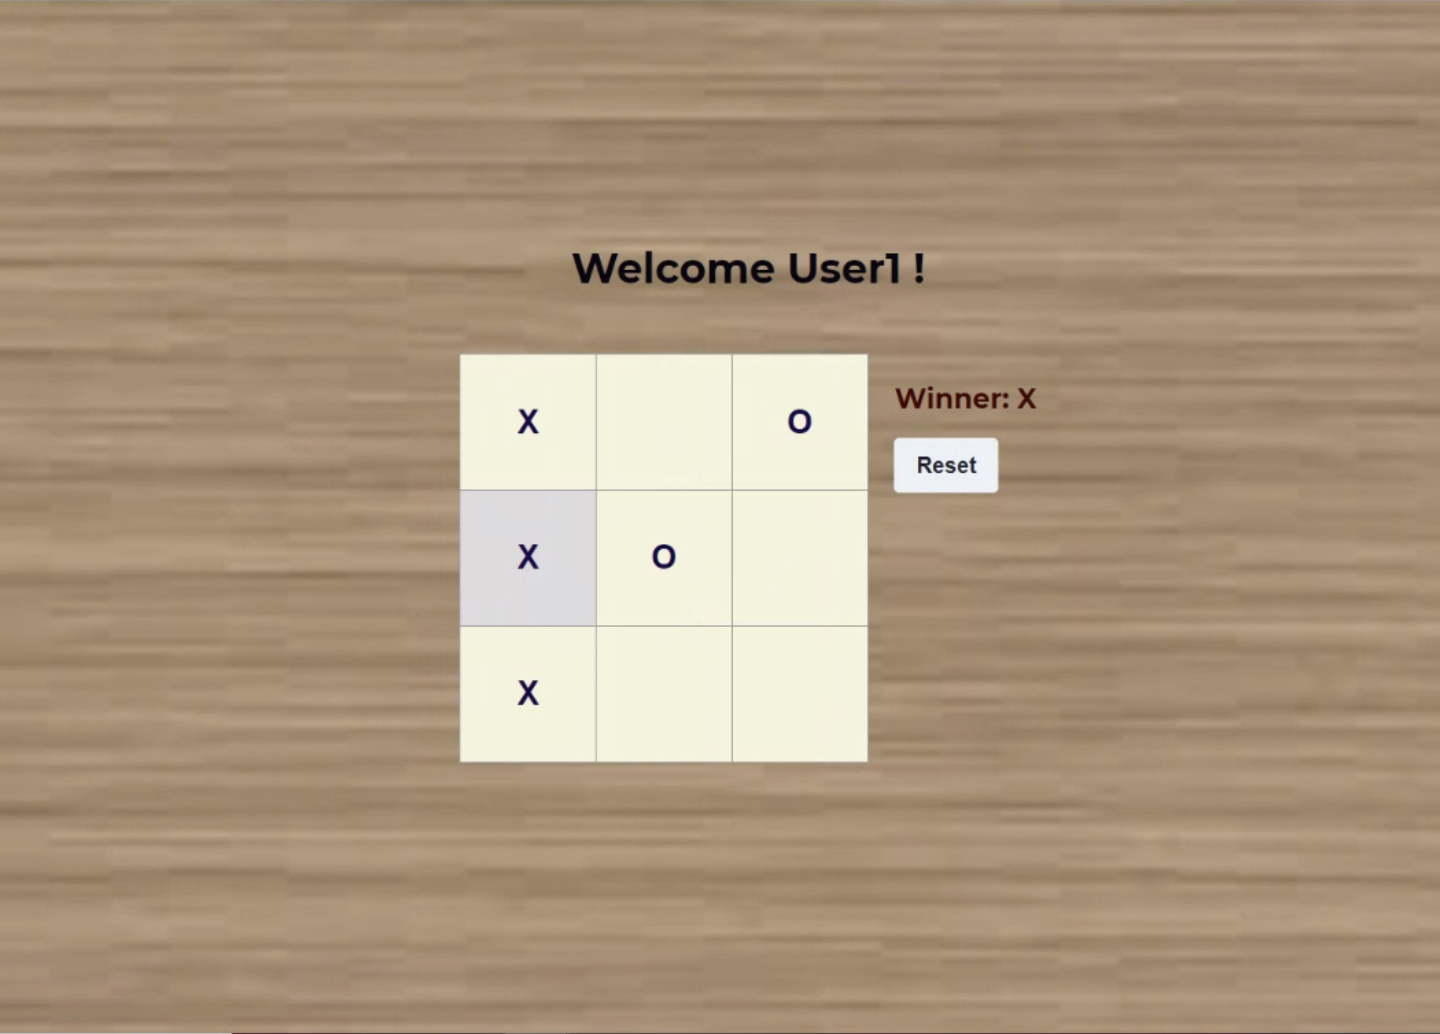 Welcome User1 !
X O
Winner: X
Reset
X O
X